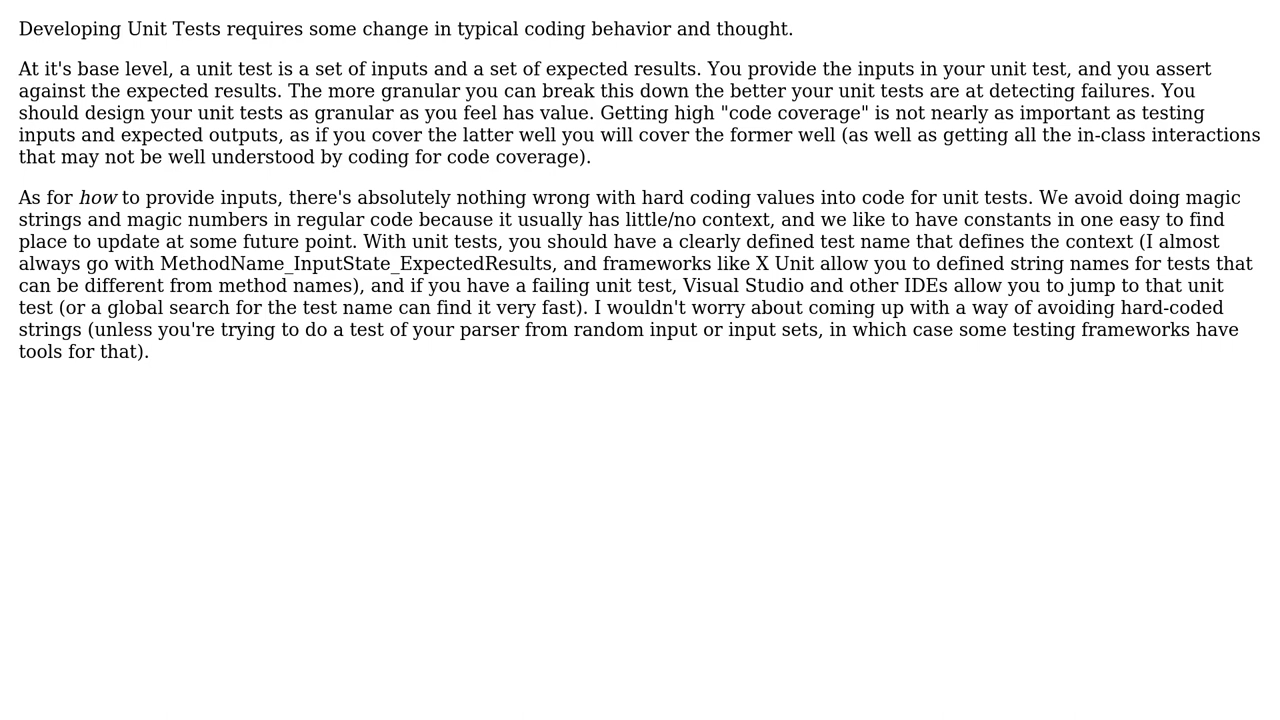 Developing Unit Tests requires some change in typical coding behavior and thought.
At it's base level, a unit test is a set of inputs and a set of expected results. You provide the inputs in your unit test, and you assert
against the expected results. The more granular you can break this down the better your unit tests are at detecting failures. You
should design your unit tests as granular as you feel has value. Getting high "code coverage" is not nearly as important as testing
inputs and expected outputs, as if you cover the latter well you will cover the former well (as well as getting all the in-class interactions
that may not be well understood by coding for code coverage).
As for how to provide inputs, there's absolutely nothing wrong with hard coding values into code for unit tests. We avoid doing magic
strings and magic numbers in regular code because it usually has little/no context, and we like to have constants in one easy to find
place to update at some future point. With unit tests, you should have a clearly defined test name that defines the context (I almost
always go with MethodName_InputState_ExpectedResults, and frameworks like X Unit allow you to defined string names for tests that
can be different from method names), and if you have a failing unit test, Visual Studio and other IDEs allow you to jump to that unit
test (or a global search for the test name can find it very fast). I wouldn't worry about coming up with a way of avoiding hard-coded
strings (unless you're trying to do a test of your parser from random input or input sets, in which case some testing frameworks have
tools for that).